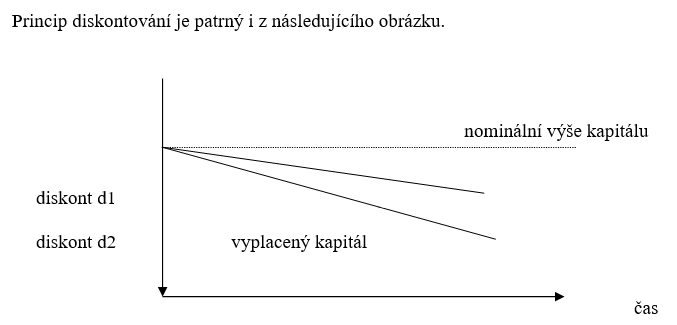 Princip diskontování je patrný i z následujícího obrázku.
nominální výše kapitálu
diskont d1
diskont d2
vyplacený kapitál
čas